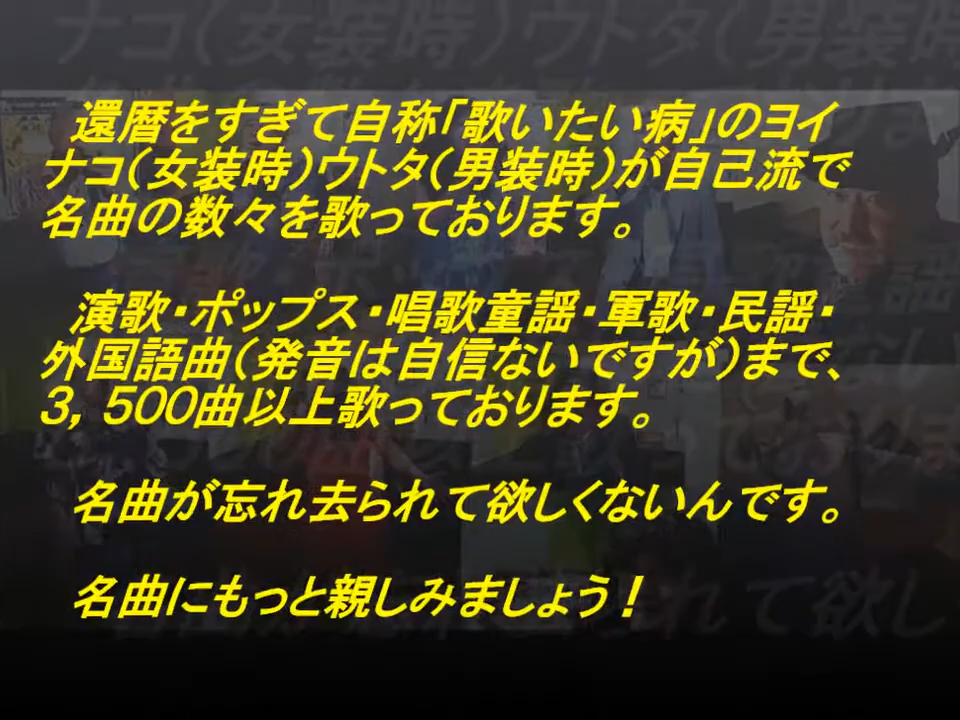 還暦をすぎて自称「歌いたい病」のヨイ
ナコ（女装時）ウトタ（男装時）が自己流で
名曲の数々を歌っております。
演歌・ポップス・唱歌童謡・軍歌・民謡・
外国語曲（発音は自信ないですが）まで、
３，５００曲以上歌っております。
名曲が忘れ去られて欲しくないんです。
名曲にもっと親しみましょう！